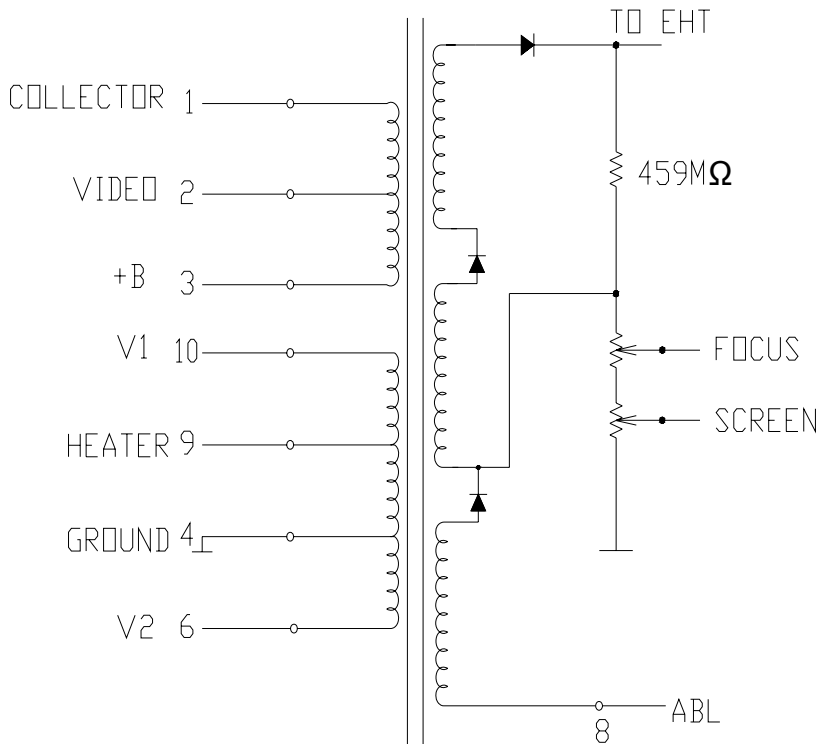 TO EHT
COLLECTOR 1
459MΩ
VIDEO 2
+B 3
V1 10
FOCUS
SCREEN
HEATER 9
GROUND 4
V2 6
ABL
8